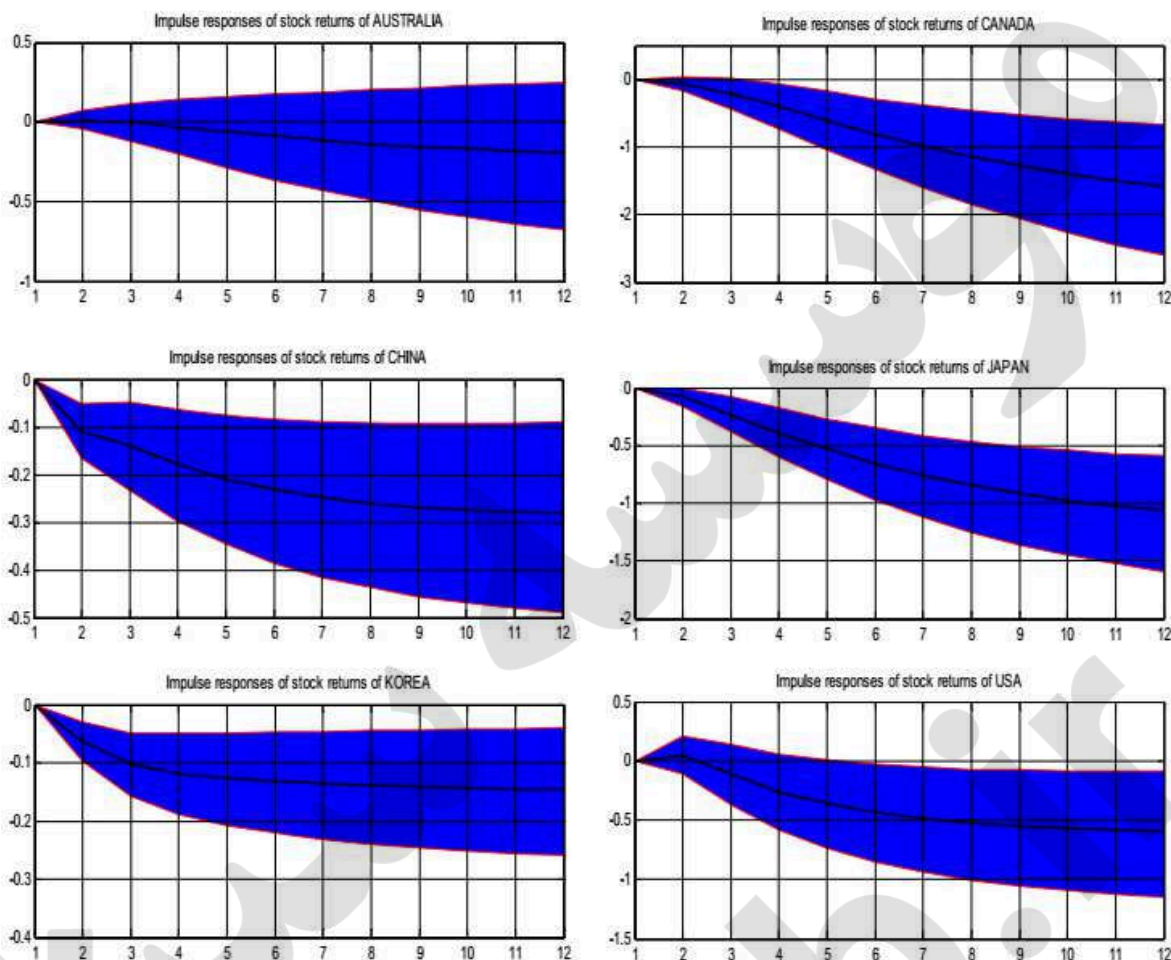 Impulse responses of stock returns of AUSTRALIA
0.5
0
-0.5
-1
1 2 3 4 5 6 7 8 9 10 11 12
Impulse responses of stock returns of CANADA
0
-1
-2
-3
1 2 3 4 5 6 7 8 9 10 11 12
Impulse responses of stock returns of CHINA
0
-0.1
-0.2
-0.3
-0.4
-0.5
1 2 3 4 5 6 7 8 9 10 11 12
Impulse responses of stock returns of JAPAN
0
-0.5
-1
-1.5
-2
1 2 3 4 5 6 7 8 9 10 11 12
Impulse responses of stock returns of KOREA
0
-0.1
-0.2
-0.3
-0.4
1 2 3 4 5 6 7 8 9 10 11 12
Impulse responses of stock returns of USA
0.5
0
-0.5
-1
-1.5
1 2 3 4 5 6 7 8 9 10 11 12